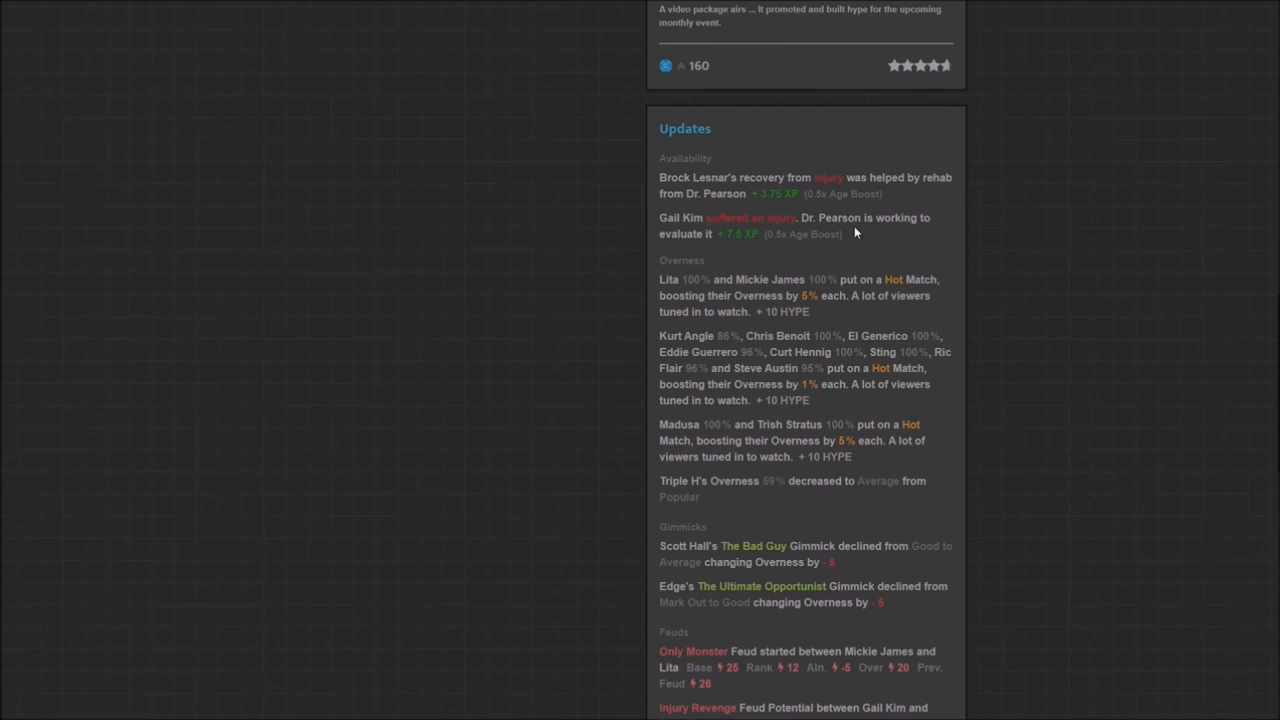 A video package airs ... It promoted and built hype for the upcoming
monthly event.
160
Updates
Availability
Brock Lesnar's recovery from injury was helped by rehab
from Dr. Pearson + 3.75 XP (0.5x Age Boost)
Gail Kim suffered an injury. Dr. Pearson is working to
evaluate it + 7.5 XP (0.5x Age Boost)
Overness
Lita 100% and Mickie James 100% put on a Hot Match,
boosting their Overness by 5% each. A lot of viewers
tuned in to watch. + 10 HYPE
Kurt Angle 86%, Chris Benoit 100%, El Generico 100%,
Eddie Guerrero 96%, Curt Hennig 100%, Sting 100%, Ric
Flair 96% and Steve Austin 95% put on a Hot Match,
boosting their Overness by 1% each. A lot of viewers
tuned in to watch. + 10 HYPE
Madusa 100% and Trish Stratus 100% put on a Hot
Match, boosting their Overness by 5% each. A lot of
viewers tuned in to watch. + 10 HYPE
Triple H's Overness 59% decreased to Average from
Popular
Gimmicks
Scott Hall's The Bad Guy Gimmick declined from Good to
Average changing Overness by - 5
Edge's The Ultimate Opportunist Gimmick declined from
Mark Out to Good changing Overness by - 5
Feuds
Only Monster Feud started between Mickie James and
Lita Base 25 Rank 12 Aln. -5 Over 20 Prev.
Feud 26
Injury Revenge Feud Potential between Gail Kim and